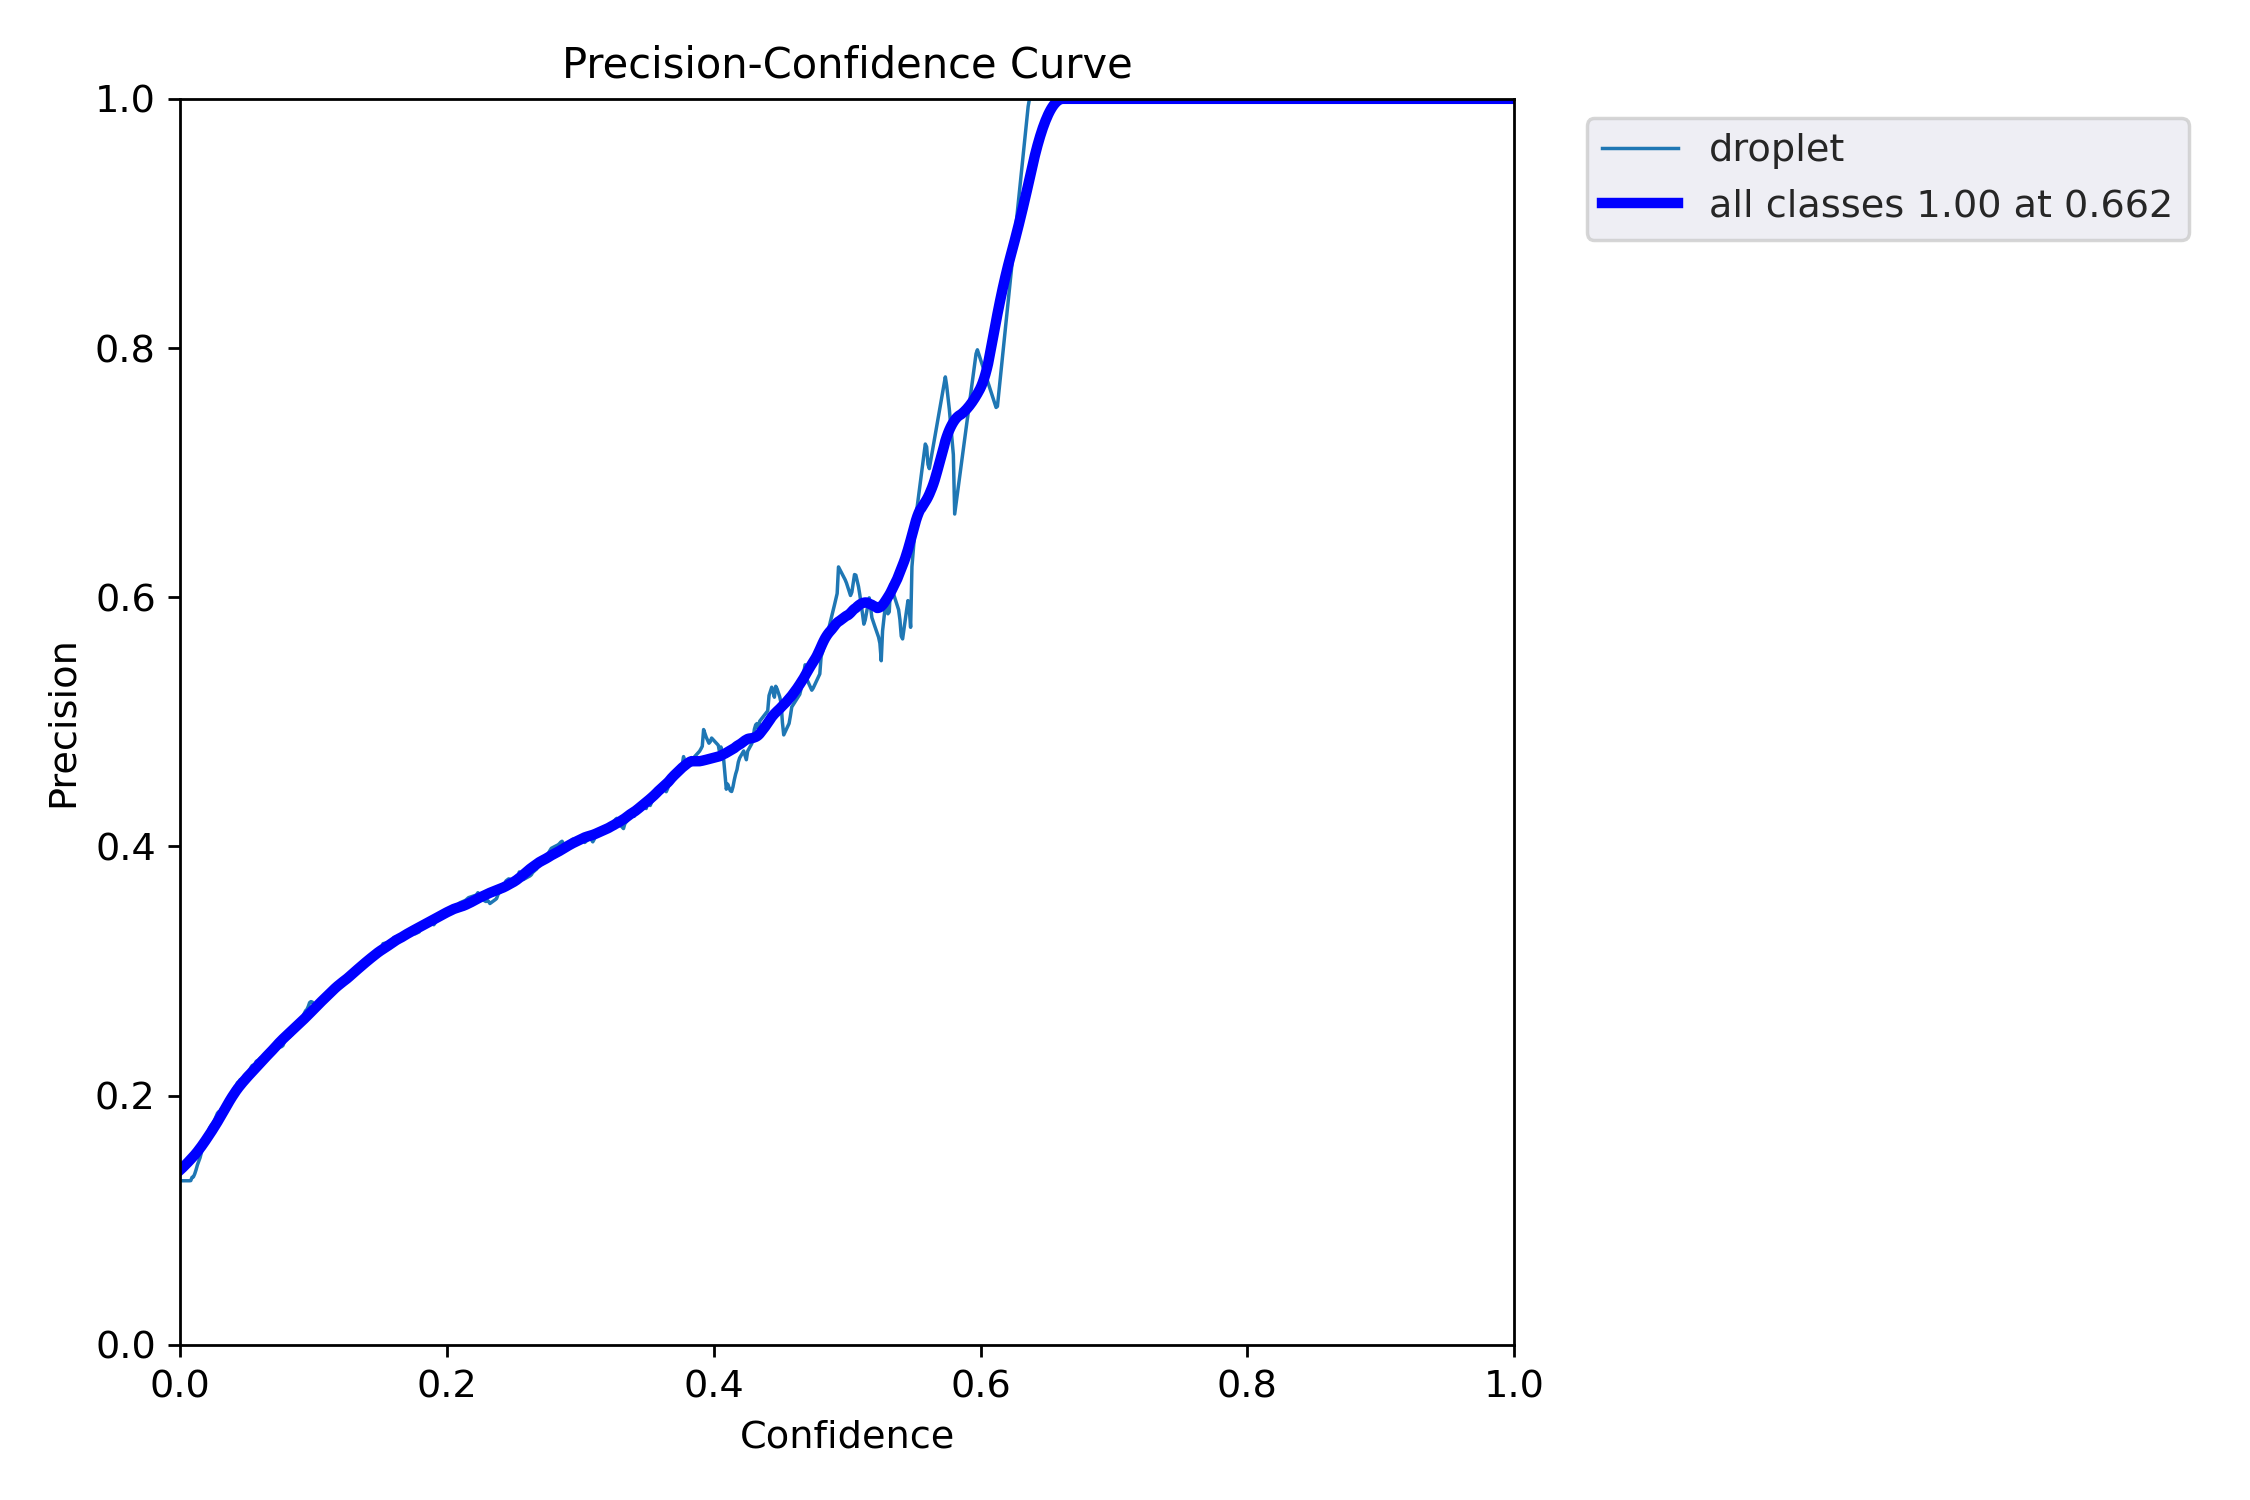 Precision-Confidence Curve
1.0
0.8
0.6
0.4
0.2
0.0
Precision
0.0 0.2 0.4 0.6 0.8 1.0
Confidence
droplet
all classes 1.00 at 0.662